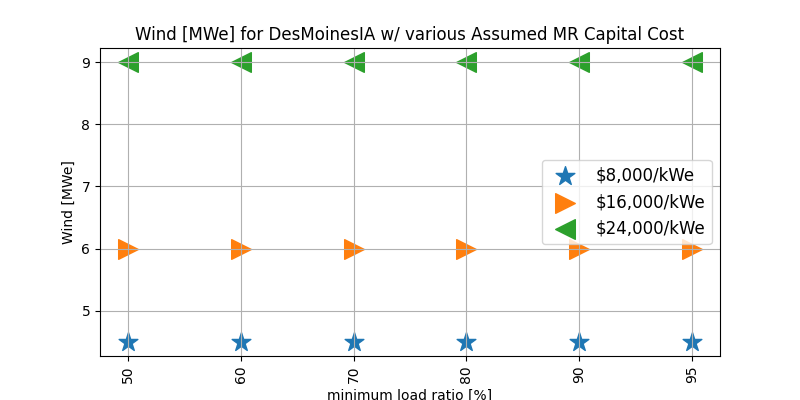 Wind [MWe] for DesMoinesIA w/ various Assumed MR Capital Cost
9
8
7
6
5
Wind [MWe]
$8,000/kWe
$16,000/kWe
$24,000/kWe
50
60
70
80
90
95
minimum load ratio [%]